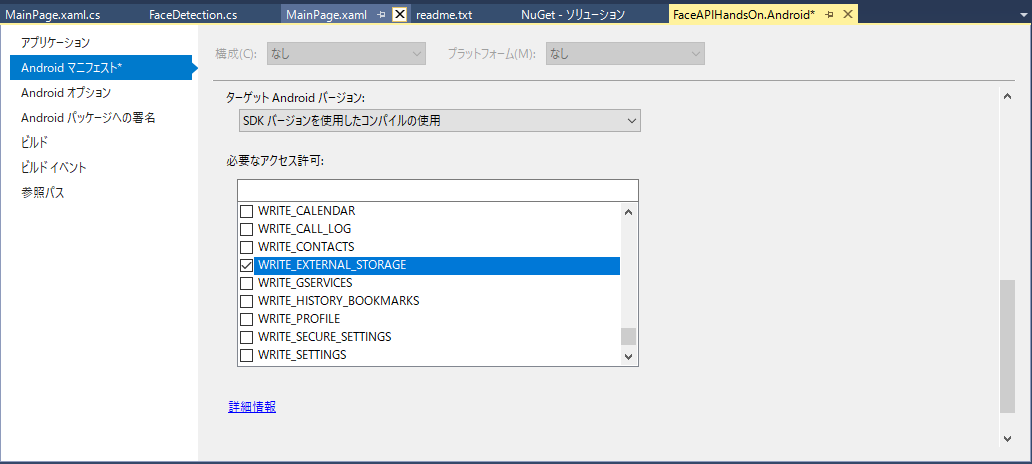 MainPage.xaml.cs FaceDetection.cs MainPage.xaml readme.txt NuGet - ソリューション FaceAPIHandsOn.Android*
アプリケーション
Android マニフェスト*
Android オプション
Android パッケージへの署名
ビルド
ビルド イベント
参照パス
構成(C): なし プラットフォーム(M): なし
ターゲット Android バージョン:
SDK バージョンを使用したコンパイルの使用
必要なアクセス許可:
WRITE_CALENDAR
WRITE_CALL_LOG
WRITE_CONTACTS
WRITE_EXTERNAL_STORAGE
WRITE_GSERVICES
WRITE_HISTORY_BOOKMARKS
WRITE_PROFILE
WRITE_SECURE_SETTINGS
WRITE_SETTINGS
詳細情報